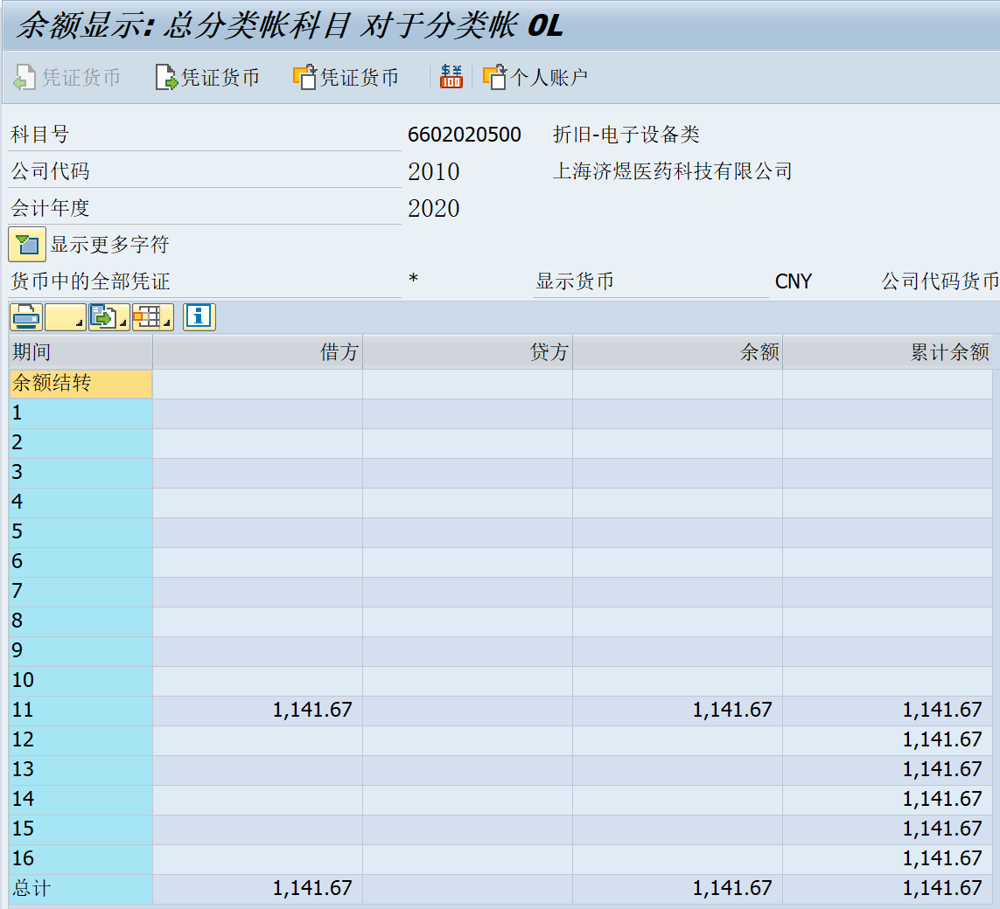 余额显示: 总分类帐科目 对于分类帐 0L
凭证货币 凭证货币 凭证货币 个人账户
科目号 6602020500 折旧-电子设备类
公司代码 2010 上海济煜医药科技有限公司
会计年度 2020
显示更多字符
货币中的全部凭证 * 显示货币 CNY 公司代码货币
期间 借方 贷方 余额 累计余额
余额结转
1
2
3
4
5
6
7
8
9
10
11 1,141.67 1,141.67 1,141.67
12 1,141.67
13 1,141.67
14 1,141.67
15 1,141.67
16 1,141.67
总计 1,141.67 1,141.67 1,141.67